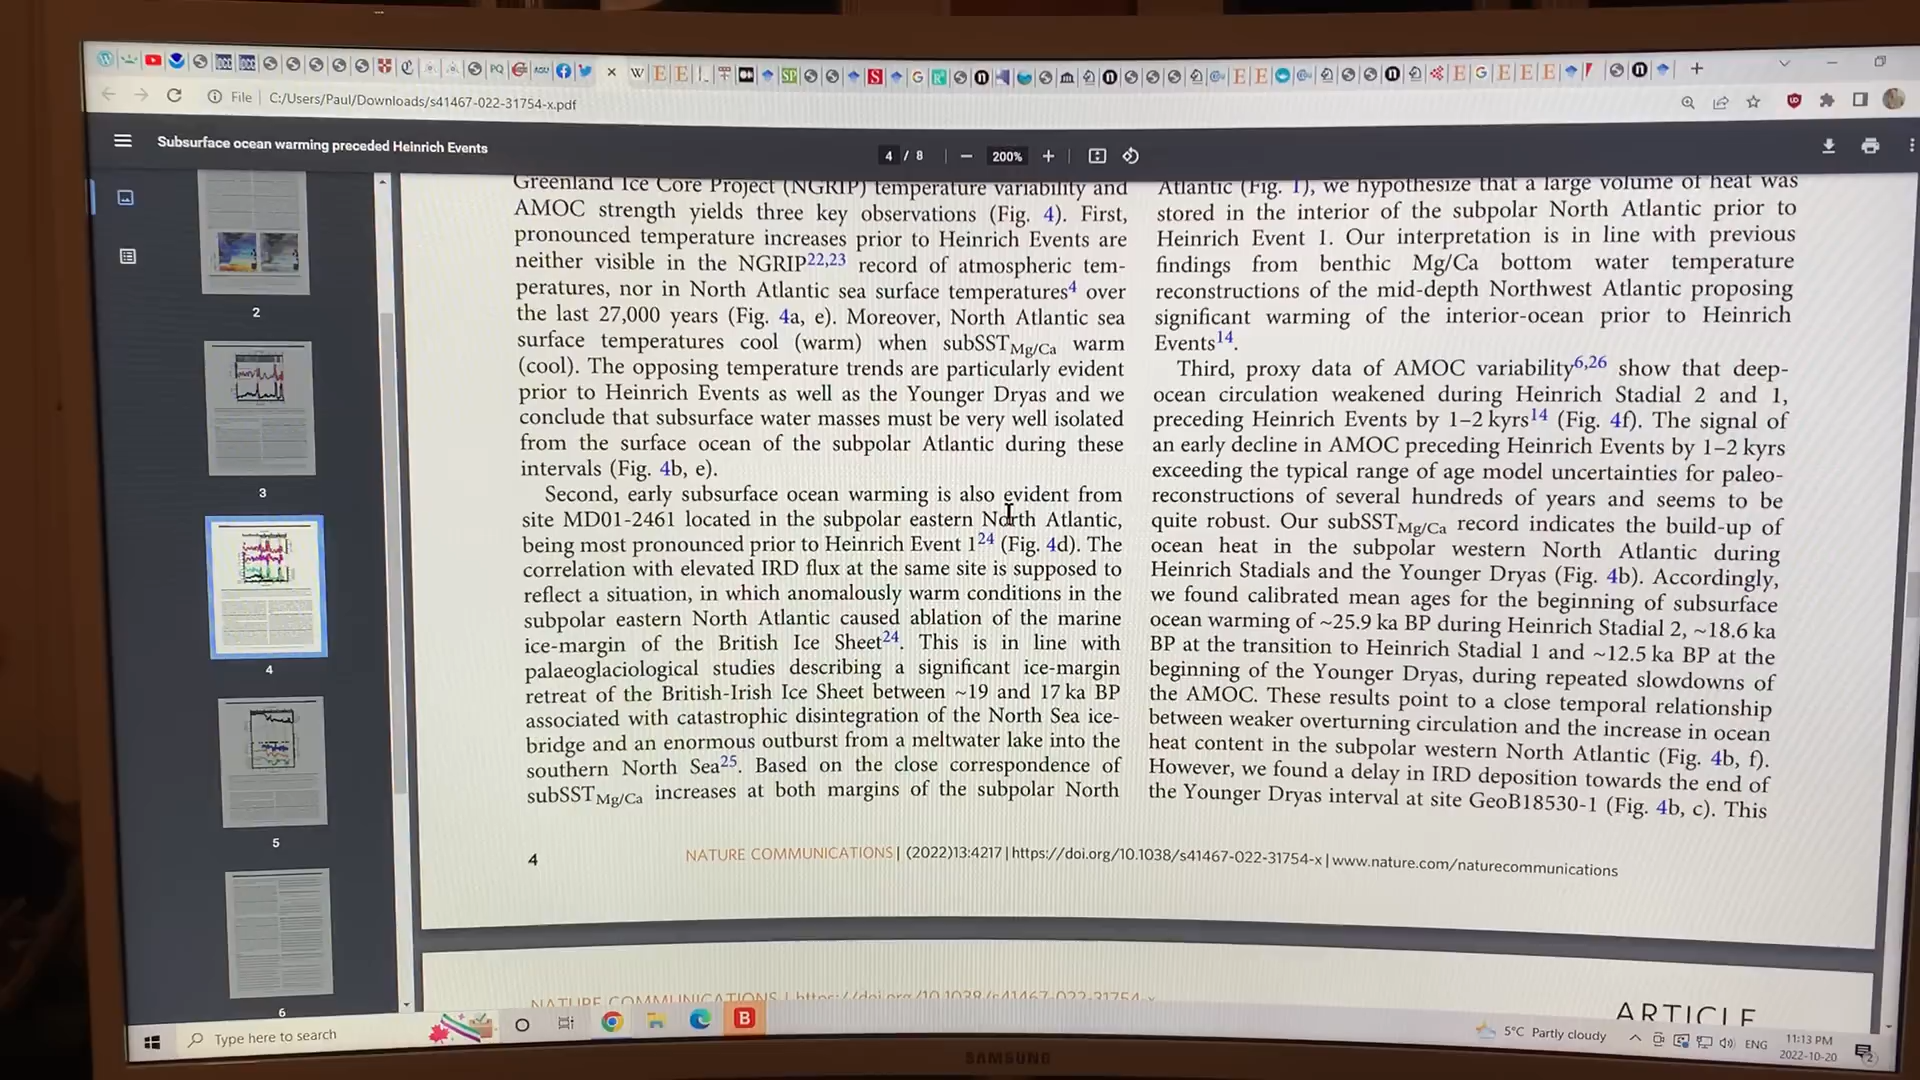 File | C:/Users/Paul/Downloads/s41467-022-31754-x.pdf
Subsurface ocean warming preceded Heinrich Events
4 / 8 | — 200% +
2
3
4
5
6
Greenland Ice Core Project (NGRIP) temperature variability and
AMOC strength yields three key observations (Fig. 4). First,
pronounced temperature increases prior to Heinrich Events are
neither visible in the NGRIP22,23 record of atmospheric tem-
peratures, nor in North Atlantic sea surface temperatures4 over
the last 27,000 years (Fig. 4a, e). Moreover, North Atlantic sea
surface temperatures cool (warm) when subSSTMg/Ca warm
(cool). The opposing temperature trends are particularly evident
prior to Heinrich Events as well as the Younger Dryas and we
conclude that subsurface water masses must be very well isolated
from the surface ocean of the subpolar Atlantic during these
intervals (Fig. 4b, e).
Second, early subsurface ocean warming is also evident from
site MD01-2461 located in the subpolar eastern North Atlantic,
being most pronounced prior to Heinrich Event 124 (Fig. 4d). The
correlation with elevated IRD flux at the same site is supposed to
reflect a situation, in which anomalously warm conditions in the
subpolar eastern North Atlantic caused ablation of the marine
ice-margin of the British Ice Sheet24. This is in line with
palaeoglaciological studies describing a significant ice-margin
retreat of the British-Irish Ice Sheet between ~19 and 17 ka BP
associated with catastrophic disintegration of the North Sea ice-
bridge and an enormous outburst from a meltwater lake into the
southern North Sea25. Based on the close correspondence of
subSSTMg/Ca increases at both margins of the subpolar North
Atlantic (Fig. 1), we hypothesize that a large volume of heat was
stored in the interior of the subpolar North Atlantic prior to
Heinrich Event 1. Our interpretation is in line with previous
findings from benthic Mg/Ca bottom water temperature
reconstructions of the mid-depth Northwest Atlantic proposing
significant warming of the interior-ocean prior to Heinrich
Events14.
Third, proxy data of AMOC variability6,26 show that deep-
ocean circulation weakened during Heinrich Stadial 2 and 1,
preceding Heinrich Events by 1–2 kyrs14 (Fig. 4f). The signal of
an early decline in AMOC preceding Heinrich Events by 1–2 kyrs
exceeding the typical range of age model uncertainties for paleo-
reconstructions of several hundreds of years and seems to be
quite robust. Our subSSTMg/Ca record indicates the build-up of
ocean heat in the subpolar western North Atlantic during
Heinrich Stadials and the Younger Dryas (Fig. 4b). Accordingly,
we found calibrated mean ages for the beginning of subsurface
ocean warming of ~25.9 ka BP during Heinrich Stadial 2, ~18.6 ka
BP at the transition to Heinrich Stadial 1 and ~12.5 ka BP at the
beginning of the Younger Dryas, during repeated slowdowns of
the AMOC. These results point to a close temporal relationship
between weaker overturning circulation and the increase in ocean
heat content in the subpolar western North Atlantic (Fig. 4b, f).
However, we found a delay in IRD deposition towards the end of
the Younger Dryas interval at site GeoB18530-1 (Fig. 4b, c). This
4 NATURE COMMUNICATIONS | (2022)13:4217 | https://doi.org/10.1038/s41467-022-31754-x | www.nature.com/naturecommunications
NATURE COMMUNICATIONS | https://doi.org/10.1038/s41467-022-31754-x
ARTICLE
Type here to search
5°C Partly cloudy
ENG
11:13 PM
2022-10-20
SAMSUNG